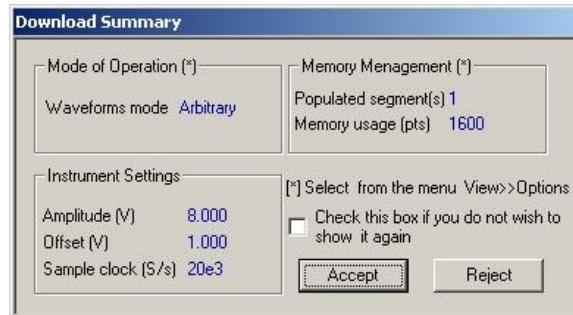 Download Summary
Mode of Operation (*)
Waveforms mode Arbitrary
Memory Menagement (*)
Populated segment(s) 1
Memory usage (pts) 1600
Instrument Settings
Amplitude (V) 8.000
Offset (V) 1.000
Sample clock (S/s) 20e3
[*] Select from the menu View>>Options
Check this box if you do not wish to
show it again
Accept Reject